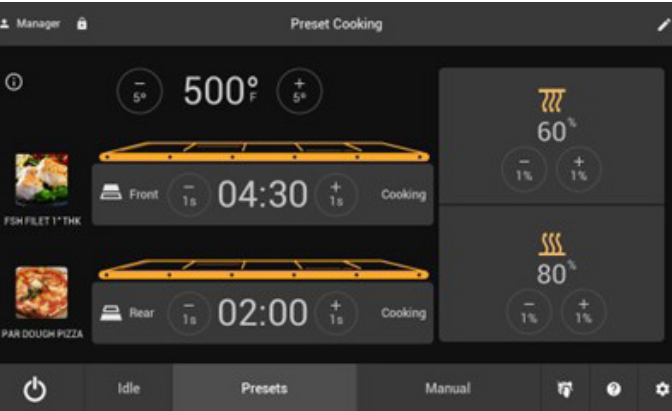 Manager
Preset Cooking
−
5°
500°F
+
5°
60%
−
1%
+
1%
FSH FILET 1" THK
Front
−
1s
04:30
+
1s
Cooking
80%
−
1%
+
1%
PAR DOUGH PIZZA
Rear
−
1s
02:00
+
1s
Cooking
Idle
Presets
Manual
?